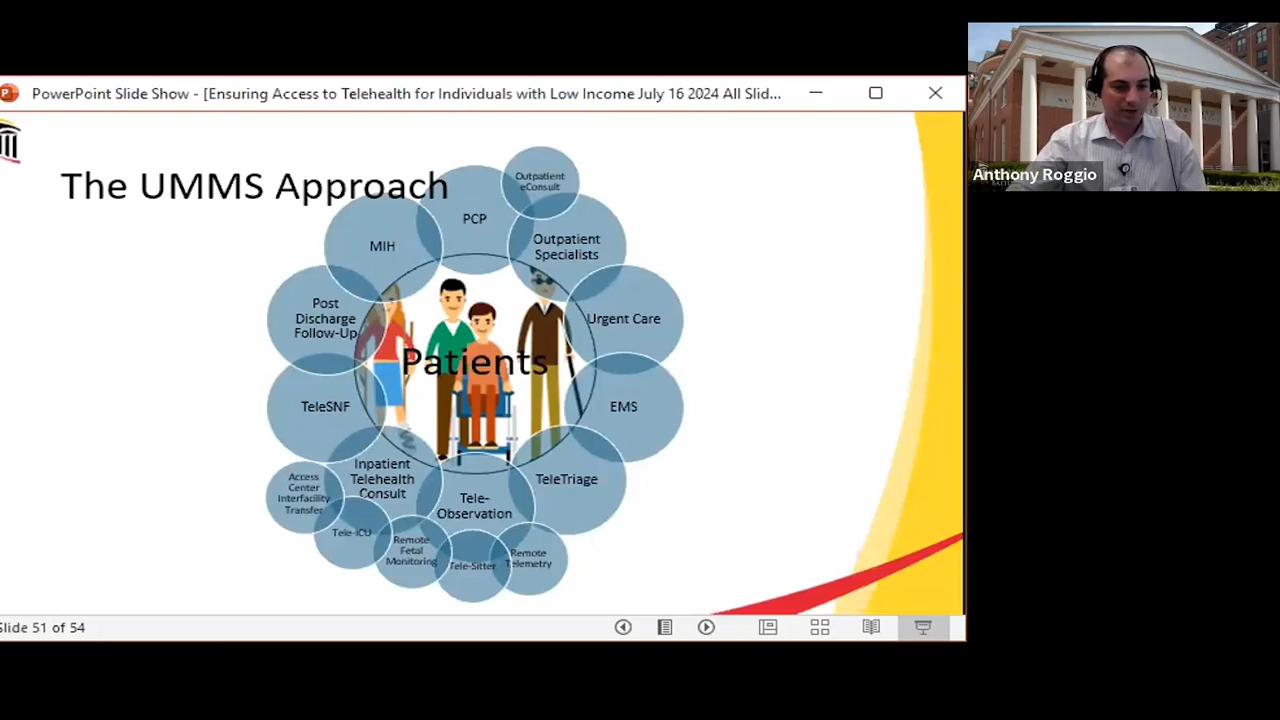 PowerPoint Slide Show - [Ensuring Access to Telehealth for Individuals with Low Income July 16 2024 All Slid...
The UMMS Approach
Outpatient
eConsult
PCP
MIH
Outpatient
Specialists
Post
Discharge
Follow-Up
Urgent Care
Patients
TeleSNF
EMS
Inpatient
Telehealth
Consult
TeleTriage
Access
Center
Interfacility
Transfer
Tele-
Observation
Tele-ICU
Remote
Fetal
Monitoring
Tele-Sitter
Remote
Telemetry
Slide 51 of 54
Anthony Roggio